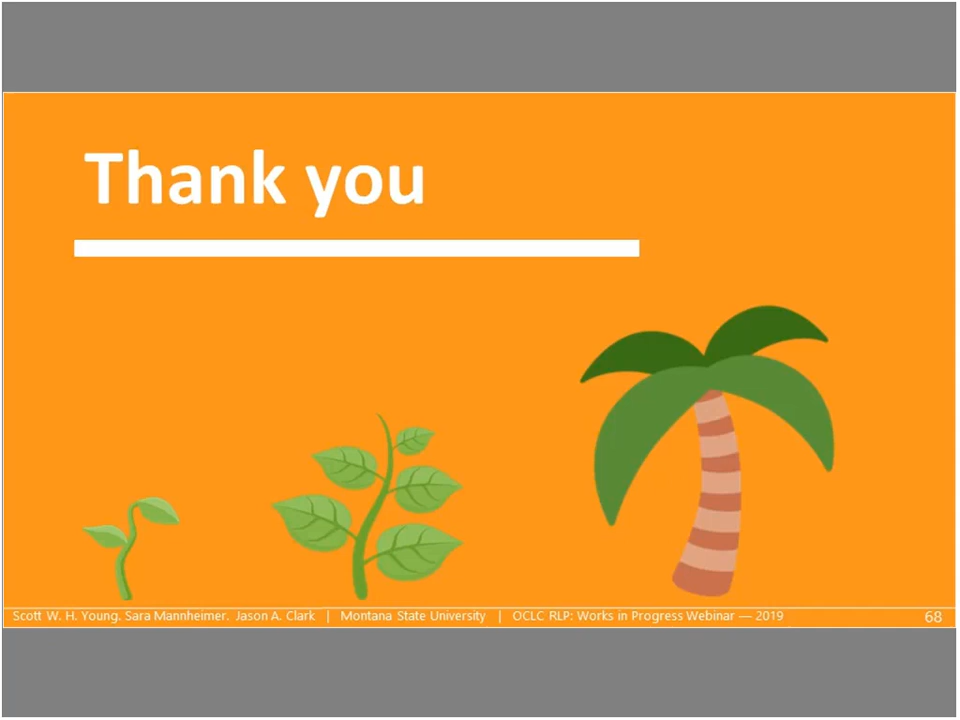 Thank you
Scott W. H. Young. Sara Mannheimer. Jason A. Clark | Montana State University | OCLC RLP: Works in Progress Webinar — 2019 68